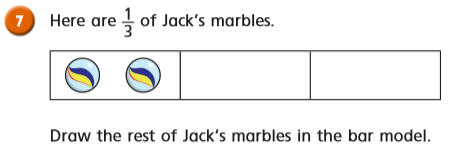 7 Here are 1/3 of Jack's marbles.
Draw the rest of Jack's marbles in the bar model.